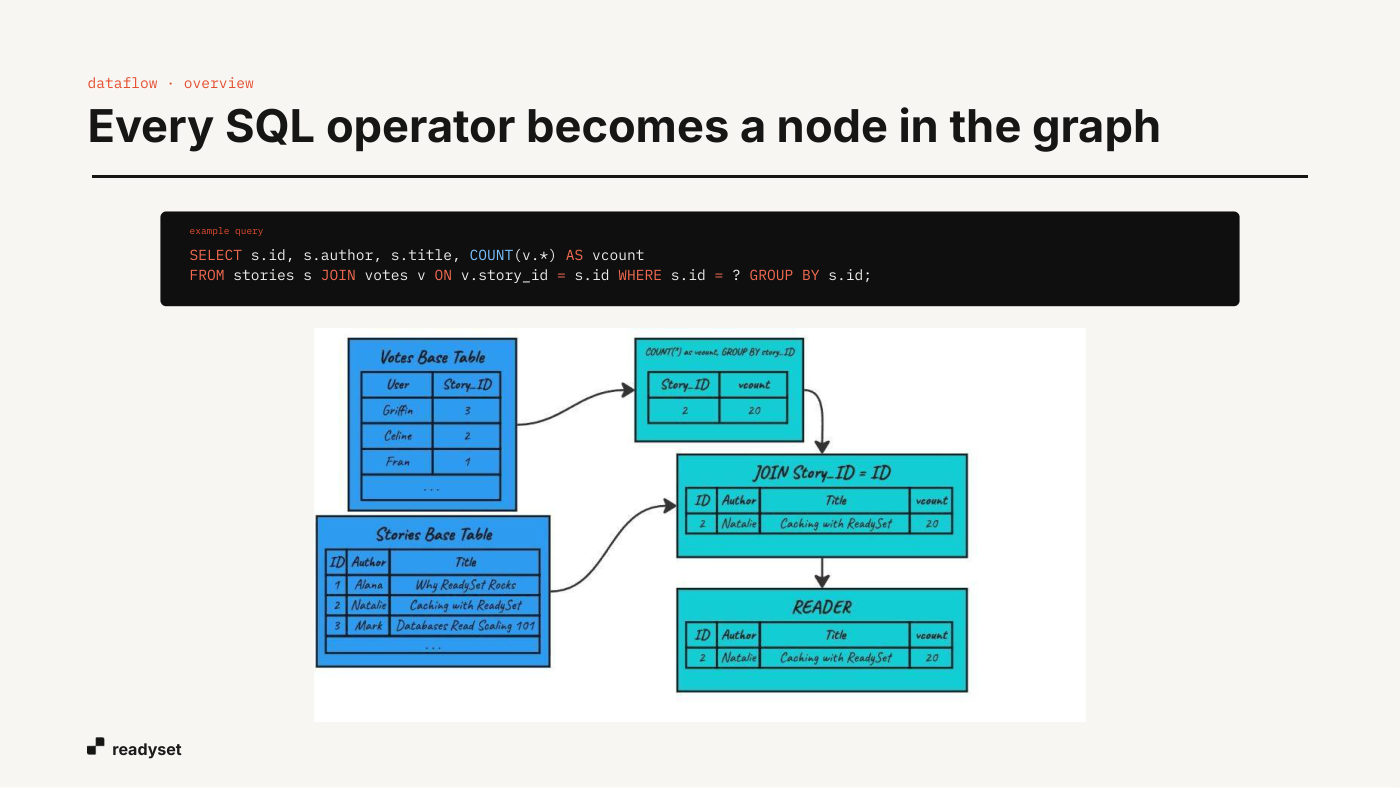 dataflow · overview
Every SQL operator becomes a node in the graph
example query
SELECT s.id, s.author, s.title, COUNT(v.*) AS vcount
FROM stories s JOIN votes v ON v.story_id = s.id WHERE s.id = ? GROUP BY s.id;
Votes Base Table
User Story_ID
Griffin 3
Celine 2
Fran 1
...
Stories Base Table
ID Author Title
1 Alana Why ReadySet Rocks
2 Natalie Caching with ReadySet
3 Mark Databases Read Scaling 101
...
COUNT(*) as vcount, GROUP BY story_ID
Story_ID vcount
2 20
JOIN Story_ID = ID
ID Author Title vcount
2 Natalie Caching with ReadySet 20
READER
ID Author Title vcount
2 Natalie Caching with ReadySet 20
readyset